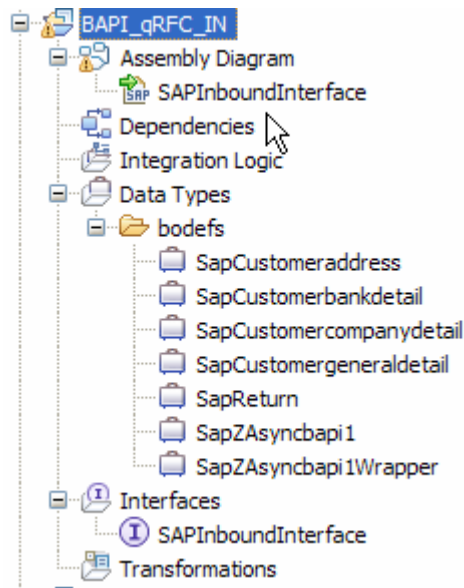 BAPI_qRFC_IN
Assembly Diagram
SAP SAPInboundInterface
Dependencies
Integration Logic
Data Types
bodefs
SapCustomeraddress
SapCustomerbankdetail
SapCustomercompanydetail
SapCustomergeneraldetail
SapReturn
SapZAsyncbapi1
SapZAsyncbapi1Wrapper
I Interfaces
I SAPInboundInterface
Transformations